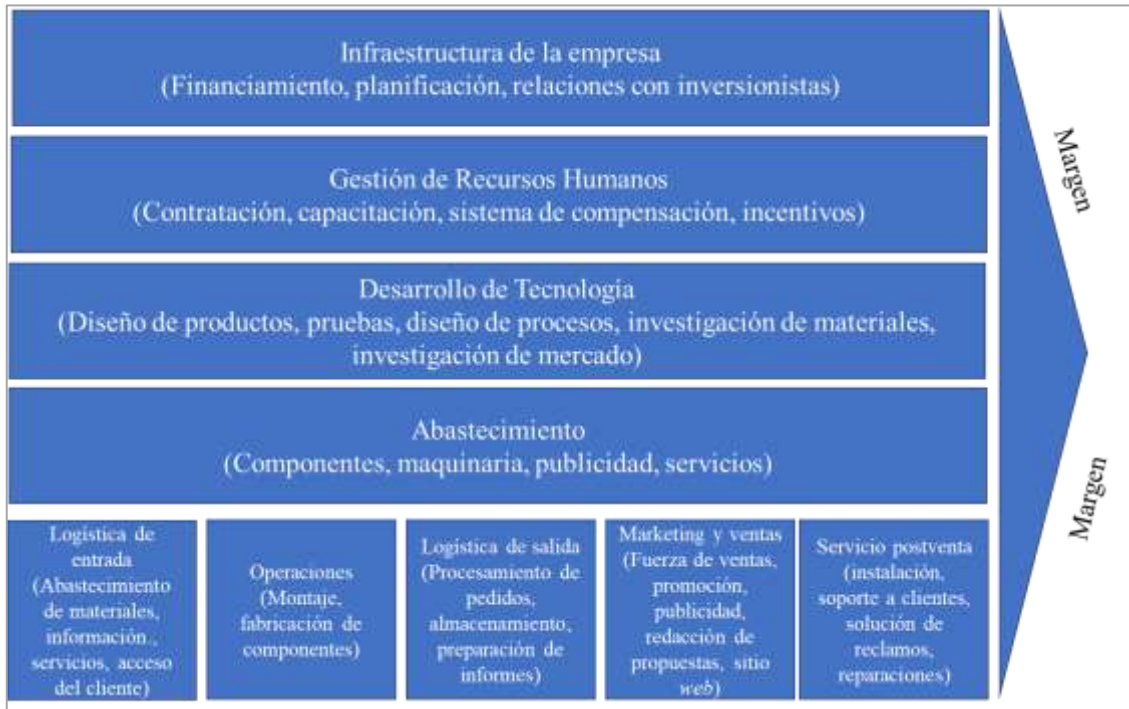 Infraestructura de la empresa
(Financiamiento, planificación, relaciones con inversionistas)
Gestión de Recursos Humanos
(Contratación, capacitación, sistema de compensación, incentivos)
Desarrollo de Tecnología
(Diseño de productos, pruebas, diseño de procesos, investigación de materiales,
investigación de mercado)
Abastecimiento
(Componentes, maquinaria, publicidad, servicios)
Logística de
entrada
(Abastecimiento
de materiales,
información.,
servicios, acceso
del cliente)
Operaciones
(Montaje,
fabricación de
componentes)
Logística de salida
(Procesamiento de
pedidos,
almacenamiento,
preparación de
informes)
Marketing y ventas
(Fuerza de ventas,
promoción,
publicidad,
redacción de
propuestas, sitio
web)
Servicio postventa
(instalación,
soporte a clientes,
solución de
reclamos,
reparaciones)
Margen
Margen